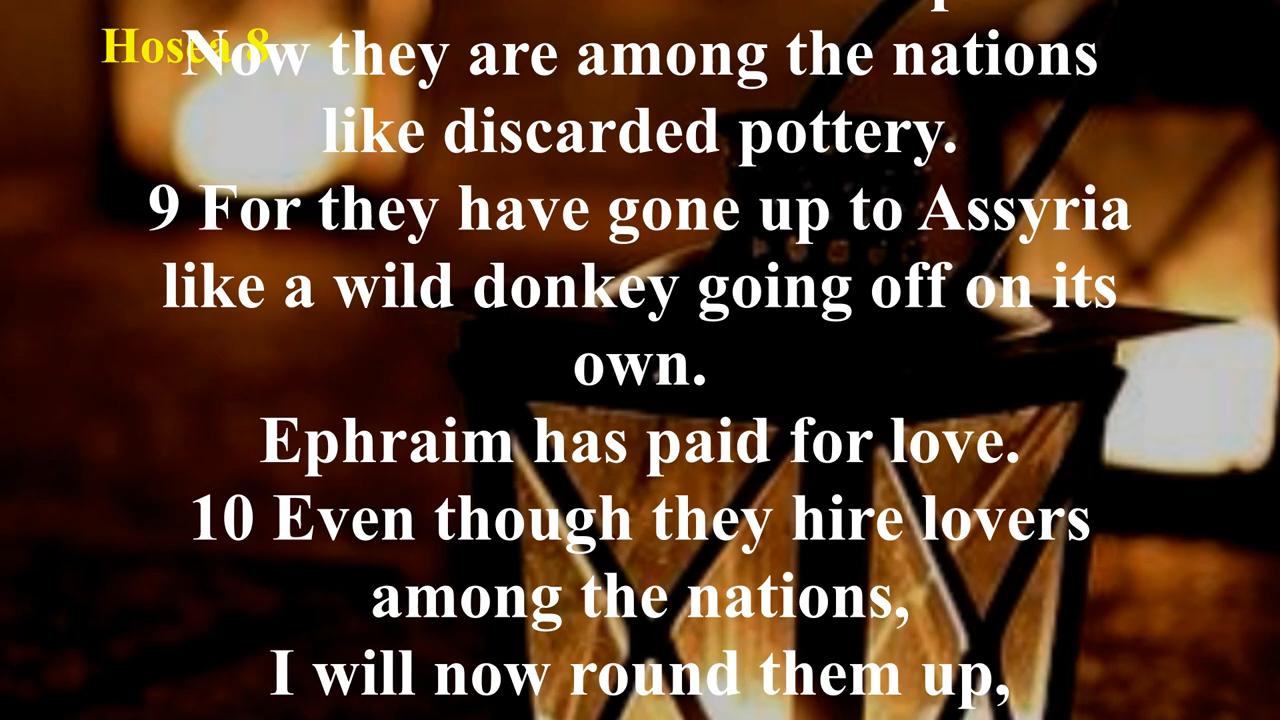 Hosea 8
Now they are among the nations
like discarded pottery.
9 For they have gone up to Assyria
like a wild donkey going off on its
own.
Ephraim has paid for love.
10 Even though they hire lovers
among the nations,
I will now round them up,